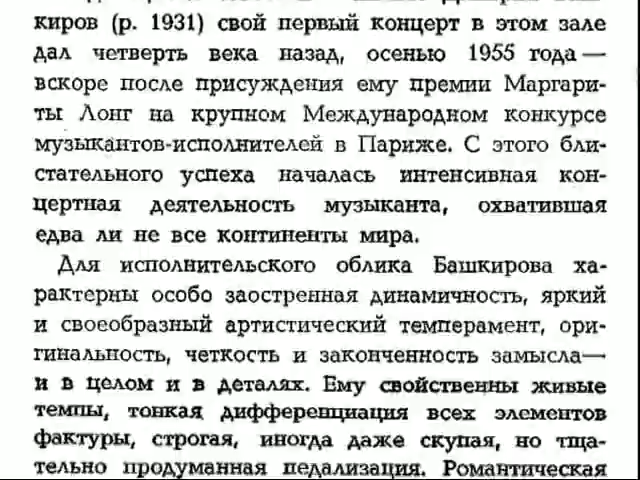 киров (р. 1931) свой первый концерт в этом зале
дал четверть века назад, осенью 1955 года —
вскоре после присуждения ему премии Маргари-
ты Лонг на крупном Международном конкурсе
музыкантов-исполнителей в Париже. С этого бли-
стательного успеха началась интенсивная кон-
цертная деятельность музыканта, охватившая
едва ли не все континенты мира.
Для исполнительского облика Башкирова ха-
рактерны особо заостренная динамичность, яркий
и своеобразный артистический темперамент, ори-
гинальность, четкость и законченность замысла—
и в целом и в деталях. Ему свойственны живые
темпы, тонкая дифференциация всех элементов
фактуры, строгая, иногда даже скупая, но тща-
тельно продуманная педализация. Романтическая